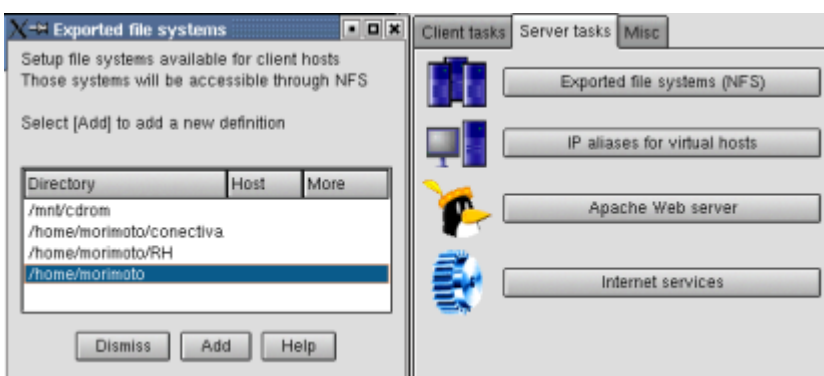 Exported file systems
Setup file systems available for client hosts
Those systems will be accessible through NFS
Select [Add] to add a new definition
Directory Host More
/mnt/cdrom
/home/morimoto/conectiva
/home/morimoto/RH
/home/morimoto
Dismiss Add Help
Client tasks Server tasks Misc
Exported file systems (NFS)
IP aliases for virtual hosts
Apache Web server
Internet services